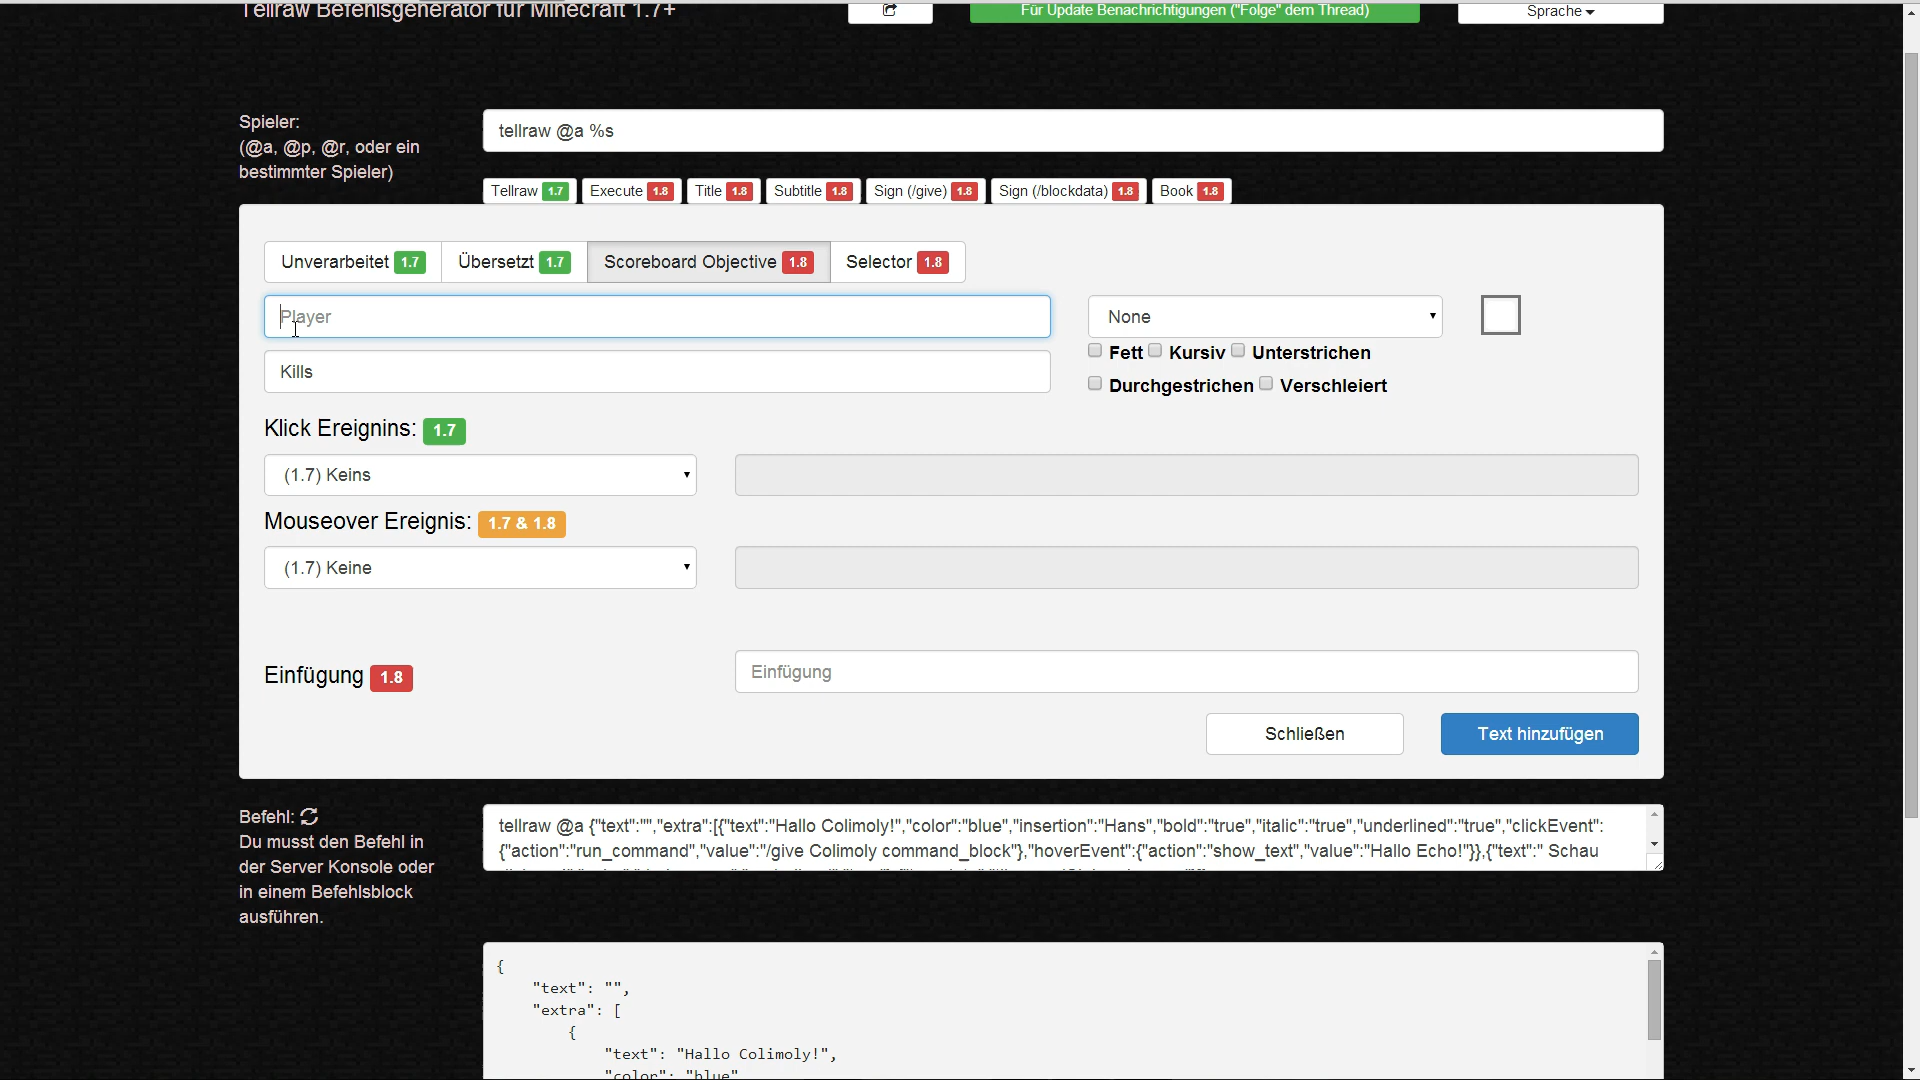 Tellraw Befehlsgenerator für Minecraft 1.7+
Für Update Benachrichtigungen ("Folge" dem Thread)
Sprache
Spieler:
(@a, @p, @r, oder ein
bestimmter Spieler)
tellraw @a %s
Tellraw 1.7 Execute 1.8 Title 1.8 Subtitle 1.8 Sign (/give) 1.8 Sign (/blockdata) 1.8 Book 1.8
Unverarbeitet 1.7 Übersetzt 1.7 Scoreboard Objective 1.8 Selector 1.8
Player
None
Fett Kursiv Unterstrichen
Kills
Durchgestrichen Verschleiert
Klick Ereignins: 1.7
(1.7) Keins
Mouseover Ereignis: 1.7 & 1.8
(1.7) Keine
Einfügung 1.8
Einfügung
Schließen
Text hinzufügen
Befehl:
Du musst den Befehl in
der Server Konsole oder
in einem Befehlsblock
ausführen.
tellraw @a {"text":"","extra":[{"text":"Hallo Colimoly!","color":"blue","insertion":"Hans","bold":"true","italic":"true","underlined":"true","clickEvent":
{"action":"run_command","value":"/give Colimoly command_block"},"hoverEvent":{"action":"show_text","value":"Hallo Echo!"}},{"text":" Schau
{
"text": "",
"extra": [
{
"text": "Hallo Colimoly!",
"color": "blue"